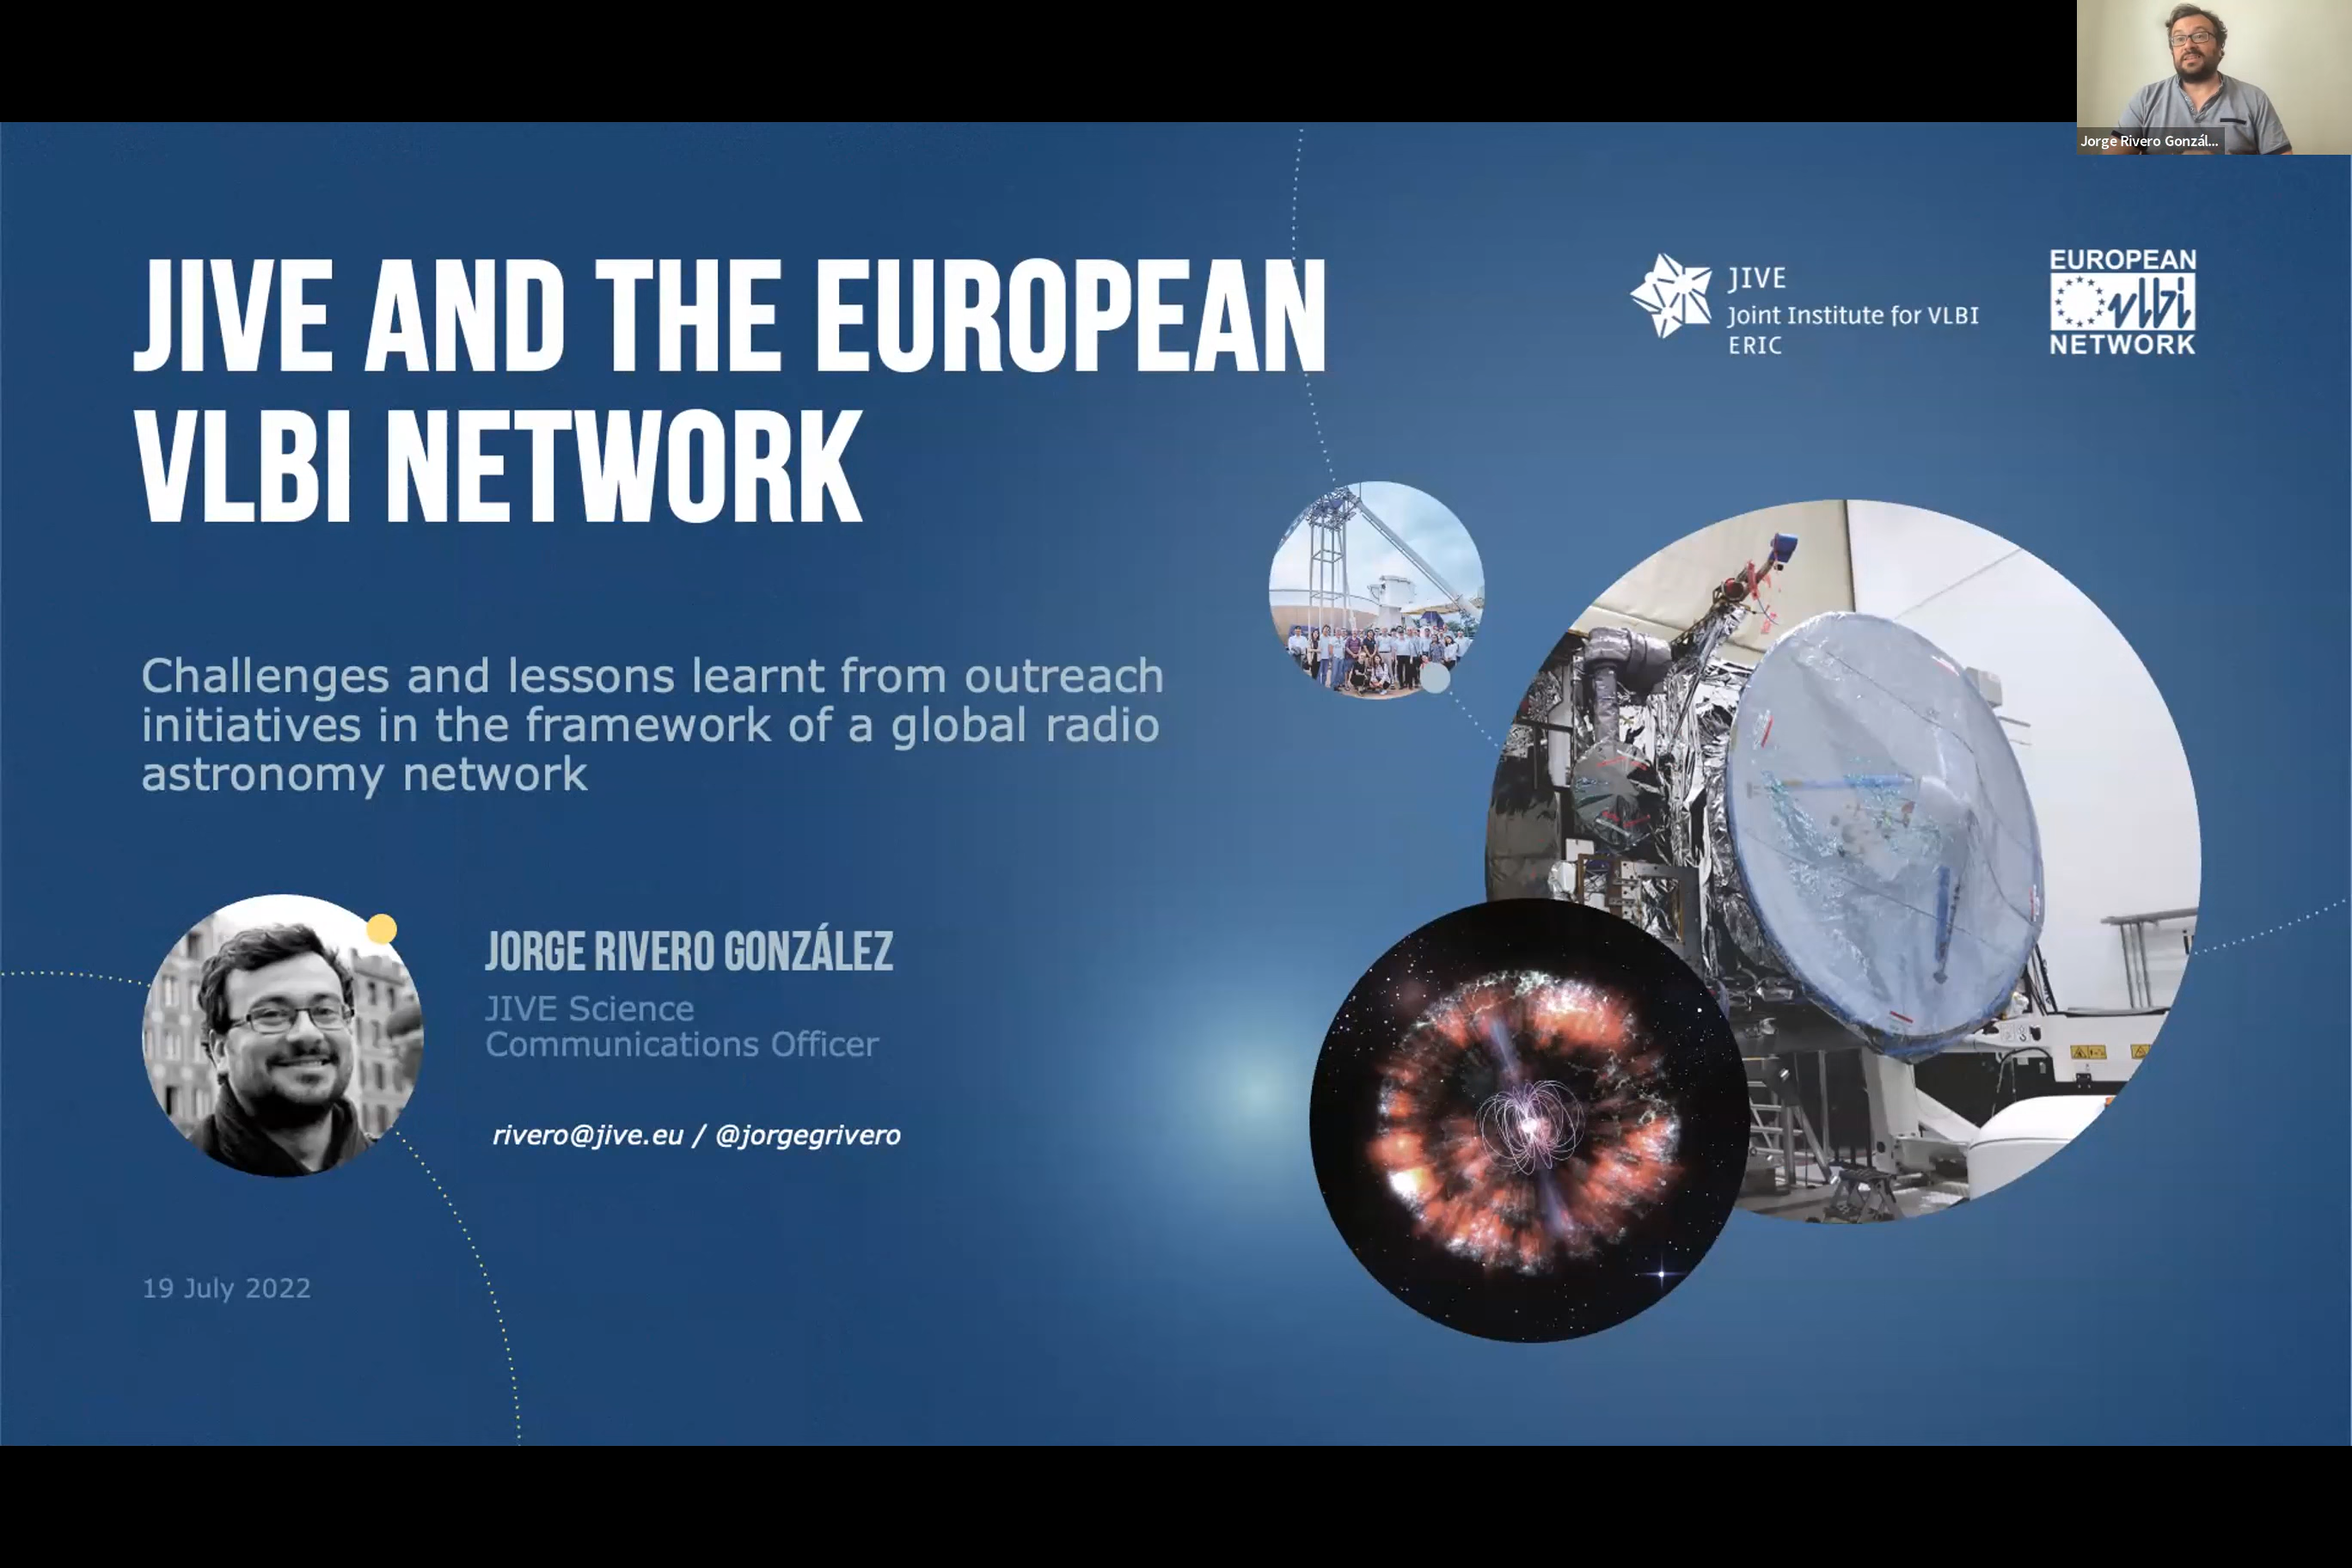 Jorge Rivero Gonzál...
JIVE AND THE EUROPEAN
VLBI NETWORK
JIVE
Joint Institute for VLBI
ERIC
EUROPEAN
vlbi
NETWORK
Challenges and lessons learnt from outreach
initiatives in the framework of a global radio
astronomy network
JORGE RIVERO GONZÁLEZ
JIVE Science
Communications Officer
rivero@jive.eu / @jorgegrivero
19 July 2022